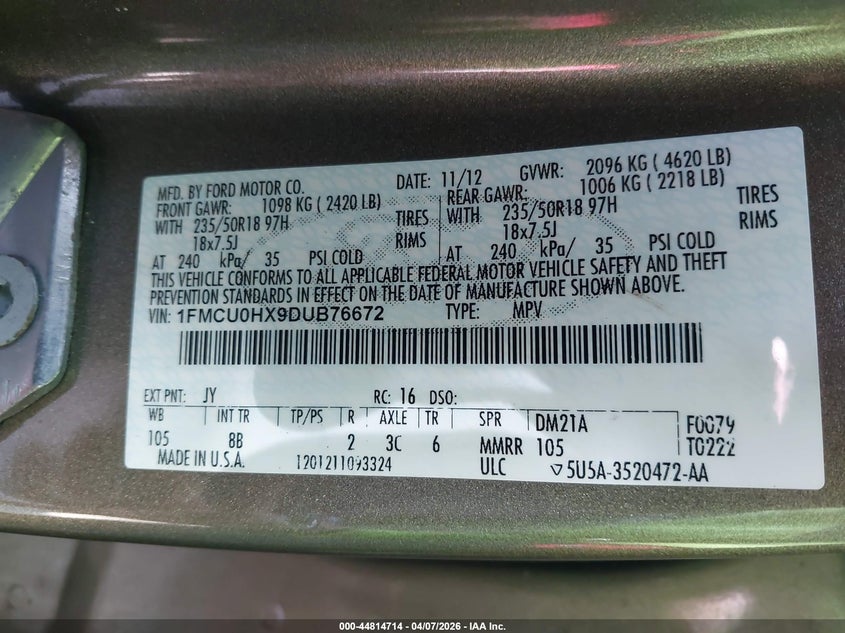 MFD. BY FORD MOTOR CO. DATE: 11/12 GVWR: 2096 KG ( 4620 LB)
FRONT GAWR: 1098 KG ( 2420 LB) REAR GAWR: 1006 KG ( 2218 LB)
WITH 235/50R18 97H TIRES WITH 235/50R18 97H TIRES
18x7.5J RIMS 18x7.5J RIMS
AT 240 kPa/ 35 PSI COLD AT 240 kPa/ 35 PSI COLD
THIS VEHICLE CONFORMS TO ALL APPLICABLE FEDERAL MOTOR VEHICLE SAFETY AND THEFT
PREVENTION STANDARDS IN EFFECT ON THE DATE OF MANUFACTURE SHOWN ABOVE.
VIN: 1FMCU0HX9DUB76672 TYPE: MPV
EXT PNT: JY RC: 16 DSO:
WB INT TR TP/PS R AXLE TR SPR DM21A F0079
105 8B 2 3C 6 MMRR 105 T0222
MADE IN U.S.A. 1201211093324 ULC 5U5A-3520472-AA
000-44814714 - 04/07/2026 - IAA Inc.